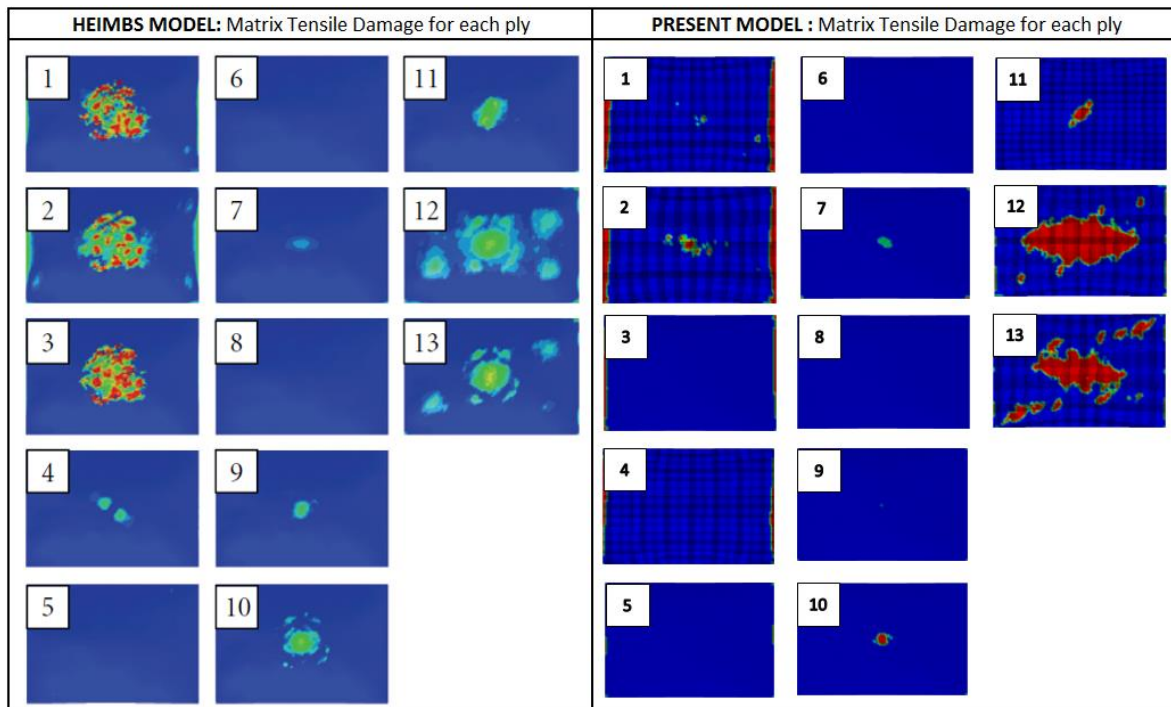 HEIMBS MODEL: Matrix Tensile Damage for each ply
1 6 11
2 7 12
3 8 13
4 9
5 10
PRESENT MODEL : Matrix Tensile Damage for each ply
1 6 11
2 7 12
3 8 13
4 9
5 10